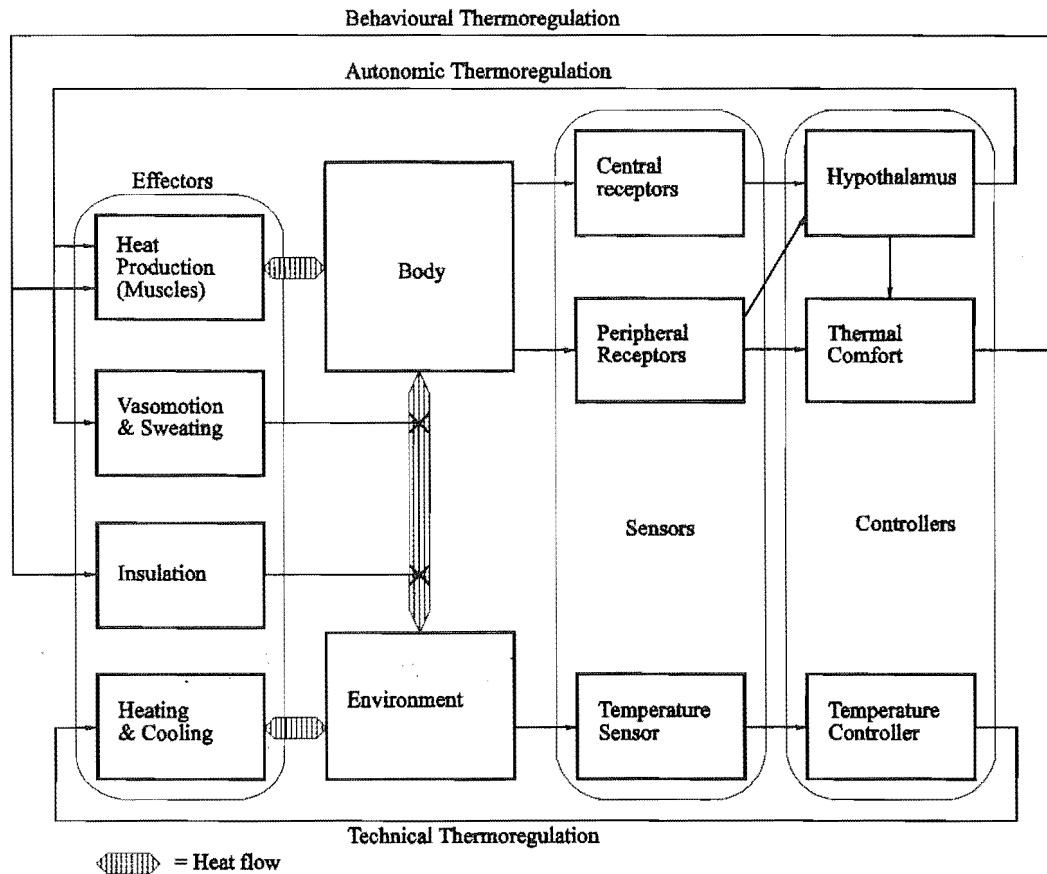 Behavioural Thermoregulation
Autonomic Thermoregulation
Effectors
Heat
Production
(Muscles)
Body
Central
receptors
Hypothalamus
Peripheral
Receptors
Thermal
Comfort
Vasomotion
& Sweating
Sensors
Controllers
Insulation
Environment
Heating
& Cooling
Temperature
Sensor
Temperature
Controller
Technical Thermoregulation
= Heat flow